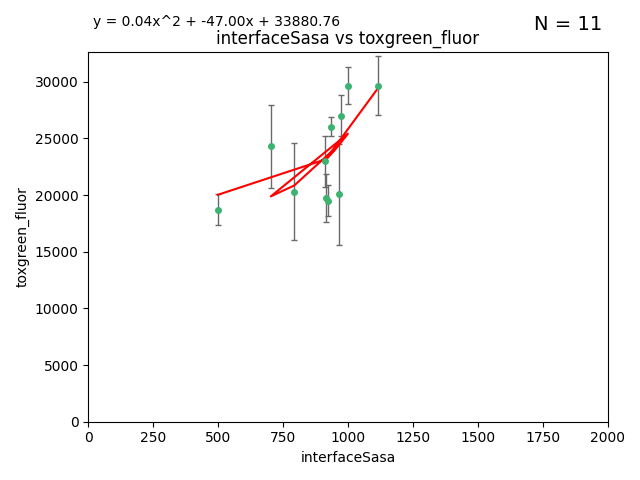 y = 0.04x^2 + -47.00x + 33880.76
N = 11
interfaceSasa vs toxgreen_fluor
30000
25000
20000
15000
10000
5000
0
toxgreen_fluor
0 250 500 750 1000 1250 1500 1750 2000
interfaceSasa